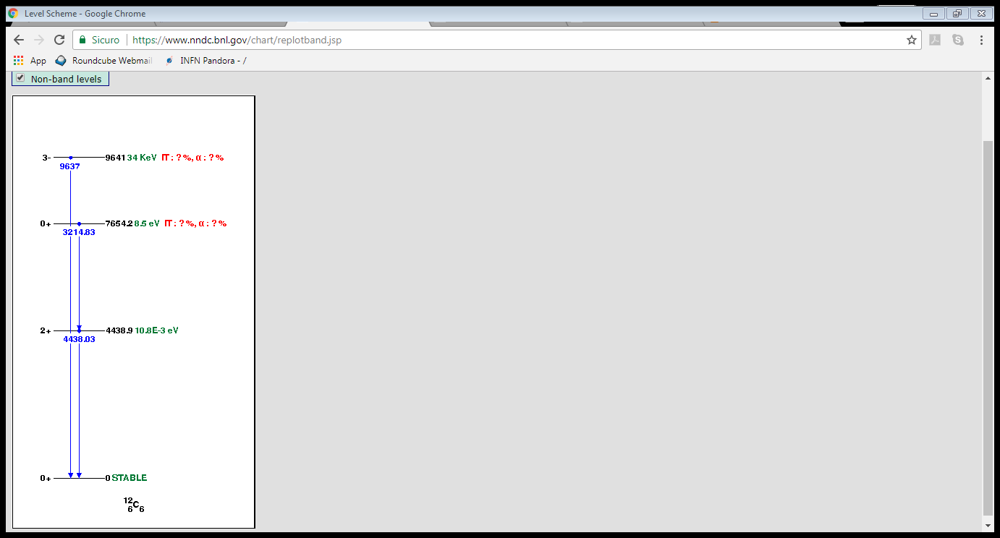 Level Scheme - Google Chrome
Sicuro https://www.nndc.bnl.gov/chart/replotband.jsp
App Roundcube Webmail INFN Pandora - /
Non-band levels
3- 9641 34 KeV IT : ? %, α : ? %
9637
0+ 7654.2 8.5 eV IT : ? %, α : ? %
3214.83
2+ 4438.9 10.8E-3 eV
4438.03
0+ 0 STABLE
12 6 C 6